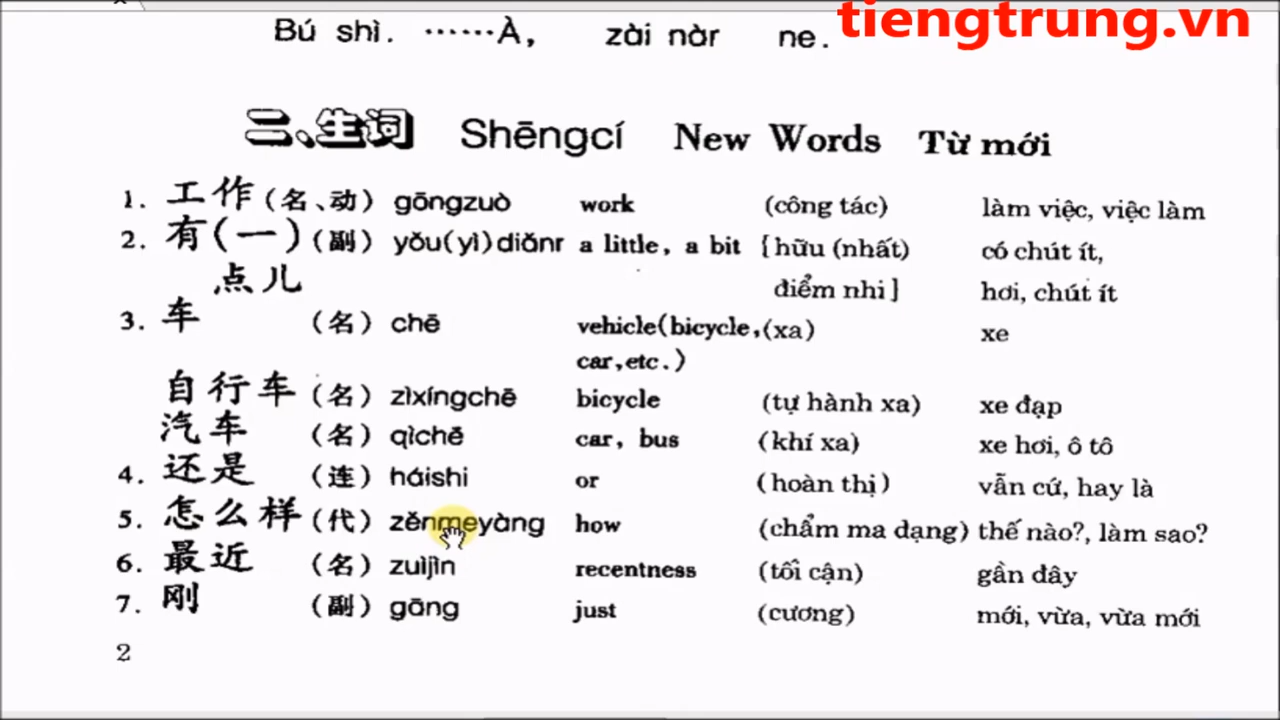 tiengtrung.vn
Bú shì. ……À, zài nàr ne.
二、生词 Shēngcí New Words Từ mới
1. 工作（名、动）gōngzuò work (công tác) làm việc, việc làm
2. 有(一)（副）yǒu(yì)diǎnr a little, a bit [hữu (nhất) có chút ít,
点儿 điểm nhi] hơi, chút ít
3. 车（名）chē vehicle(bicycle, (xa) xe
car, etc.)
自行车（名）zìxíngchē bicycle (tự hành xa) xe đạp
汽车（名）qìchē car, bus (khí xa) xe hơi, ô tô
4. 还是（连）háishi or (hoàn thị) vẫn cứ, hay là
5. 怎么样（代）zěnmeyàng how (chẩm ma dạng) thế nào?, làm sao?
6. 最近（名）zuìjìn recentness (tối cận) gần đây
7. 刚（副）gāng just (cương) mới, vừa, vừa mới
2